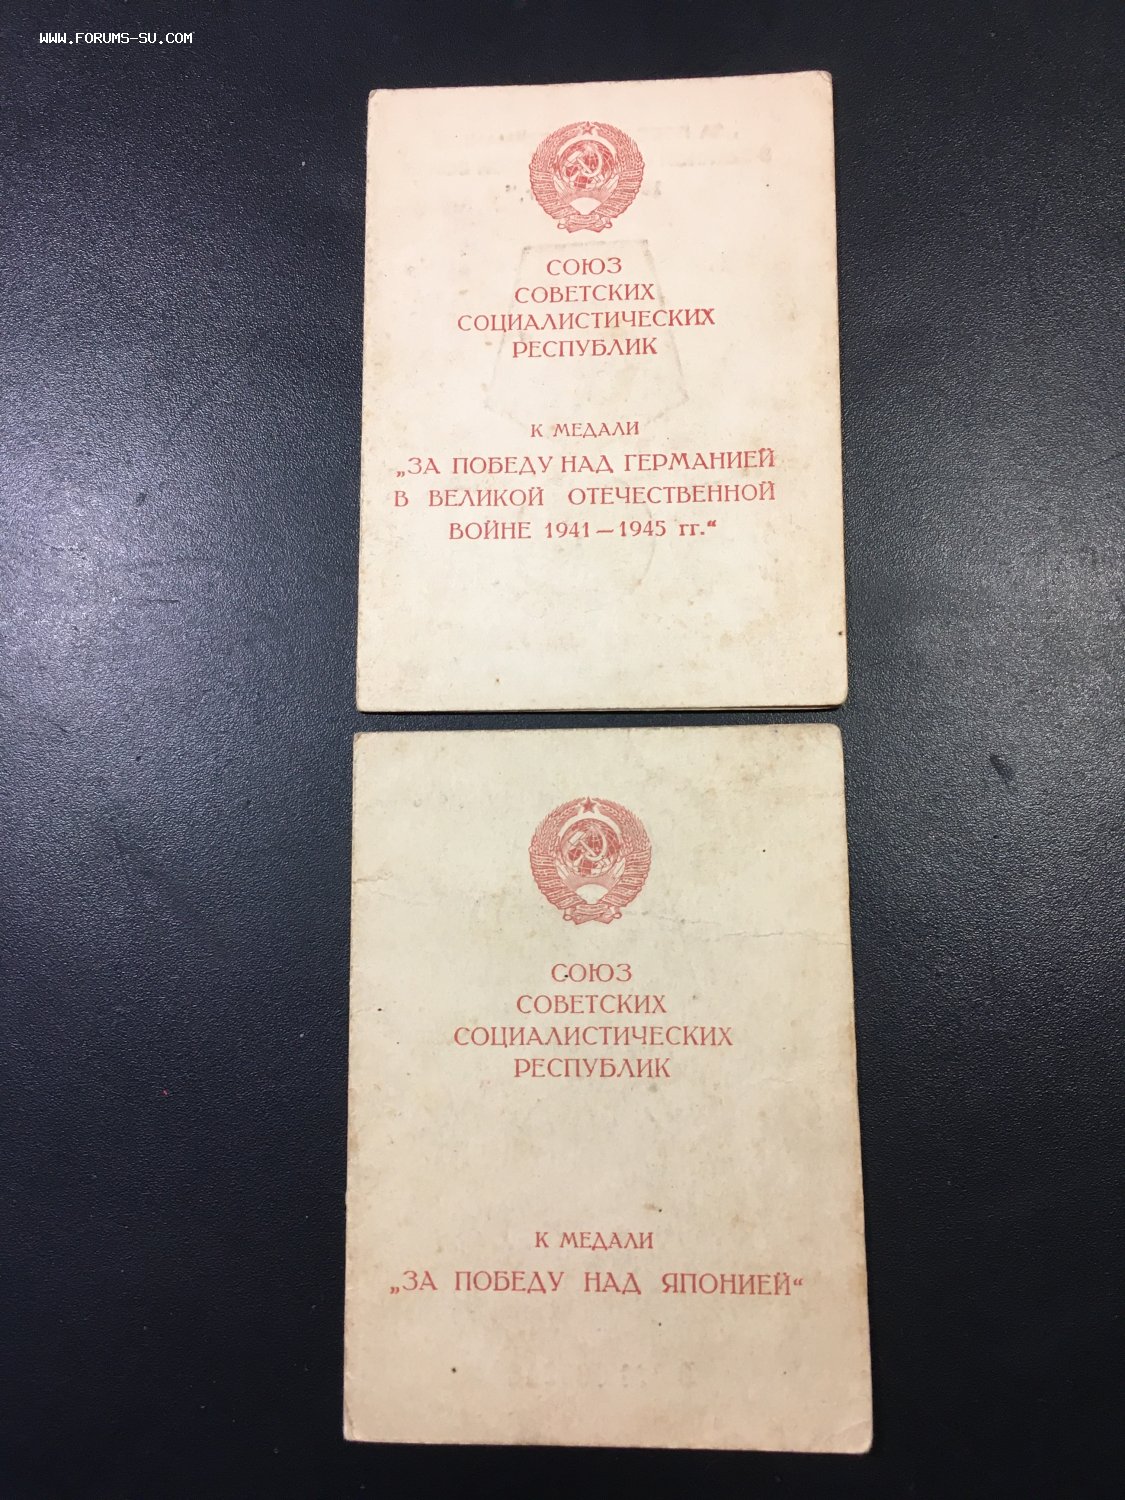 WWW.FORUMS-SU.COM
СОЮЗ
СОВЕТСКИХ
СОЦИАЛИСТИЧЕСКИХ
РЕСПУБЛИК
К МЕДАЛИ
„ЗА ПОБЕДУ НАД ГЕРМАНИЕЙ
В ВЕЛИКОЙ ОТЕЧЕСТВЕННОЙ
ВОЙНЕ 1941—1945 гг.“
СОЮЗ
СОВЕТСКИХ
СОЦИАЛИСТИЧЕСКИХ
РЕСПУБЛИК
К МЕДАЛИ
„ЗА ПОБЕДУ НАД ЯПОНИЕЙ“